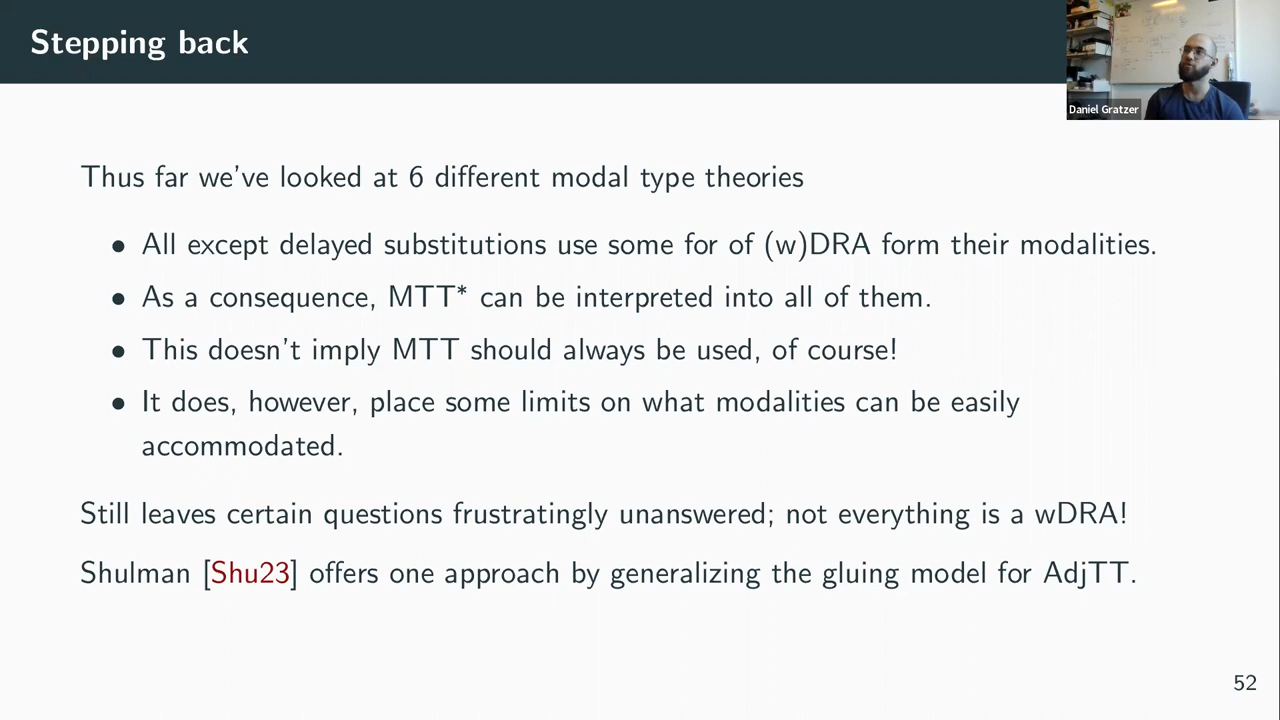 Stepping back
Daniel Gratzer
Thus far we've looked at 6 different modal type theories
• All except delayed substitutions use some for of (w)DRA form their modalities.
• As a consequence, MTT* can be interpreted into all of them.
• This doesn't imply MTT should always be used, of course!
• It does, however, place some limits on what modalities can be easily
accommodated.
Still leaves certain questions frustratingly unanswered; not everything is a wDRA!
Shulman [Shu23] offers one approach by generalizing the gluing model for AdjTT.
52